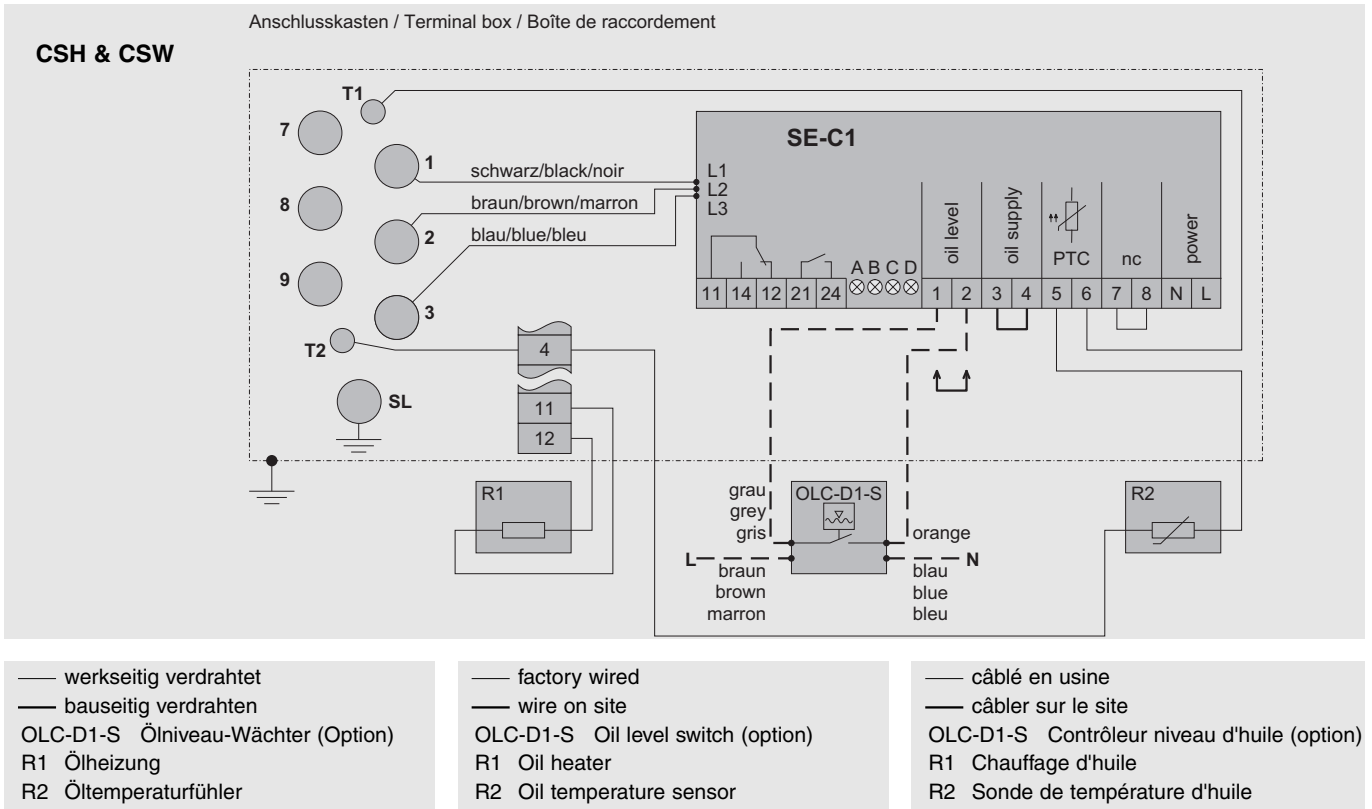 Anschlusskasten / Terminal box / Boîte de raccordement
CSH & CSW
T1
7
1
schwarz/black/noir
8
braun/brown/marron
2
blau/blue/bleu
9
3
T2
SL
SE-C1
L1
L2
L3
oil level
oil supply
PTC
nc
power
A B C D
11 14 12 21 24 1 2 3 4 5 6 7 8 N L
4
11
12
R1
grau
grey
gris
OLC-D1-S
orange
L
N
braun
brown
marron
blau
blue
bleu
R2
werkseitig verdrahtet
bauseitig verdrahten
OLC-D1-S Ölniveau-Wächter (Option)
R1 Ölheizung
R2 Öltemperaturfühler
factory wired
wire on site
OLC-D1-S Oil level switch (option)
R1 Oil heater
R2 Oil temperature sensor
câblé en usine
câbler sur le site
OLC-D1-S Contrôleur niveau d'huile (option)
R1 Chauffage d'huile
R2 Sonde de température d'huile